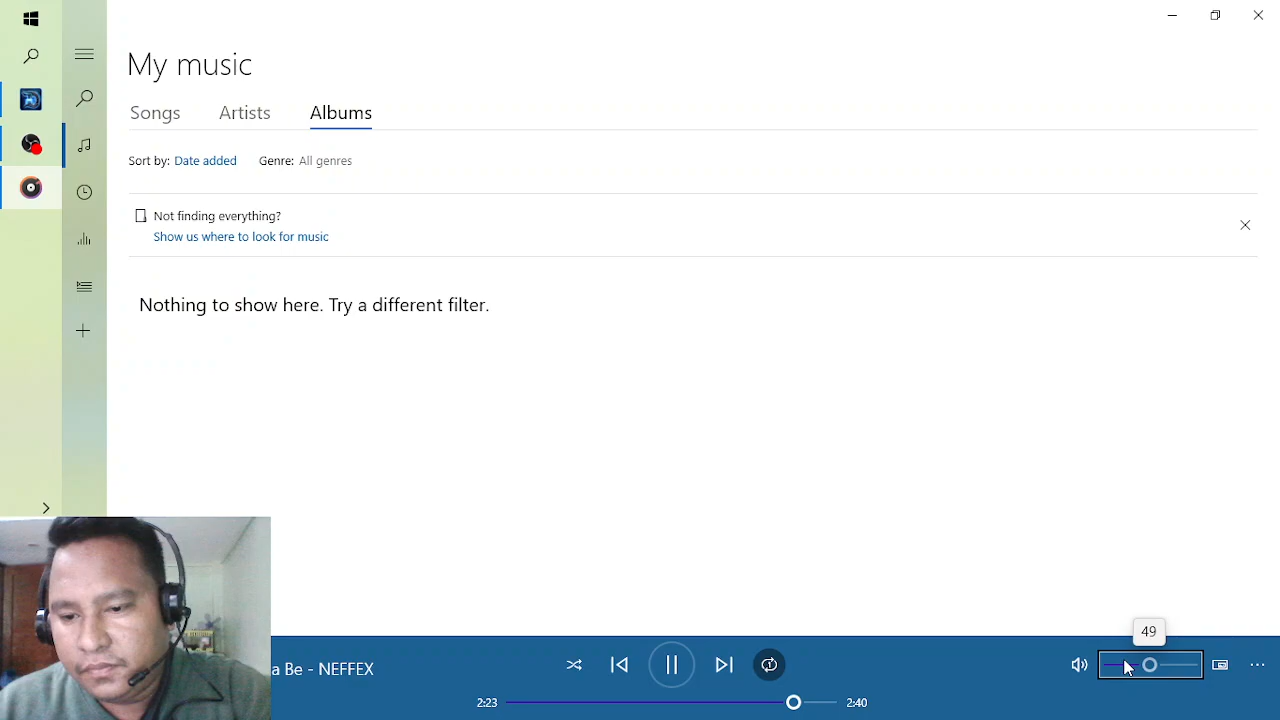 My music
Songs Artists Albums
Sort by: Date added Genre: All genres
Not finding everything?
Show us where to look for music
Nothing to show here. Try a different filter.
49
a Be - NEFFEX
2:23 2:40